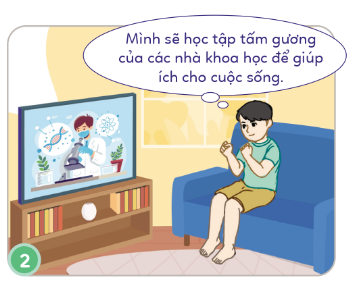 Mình sẽ học tập tấm gương
của các nhà khoa học để giúp
ích cho cuộc sống.
2